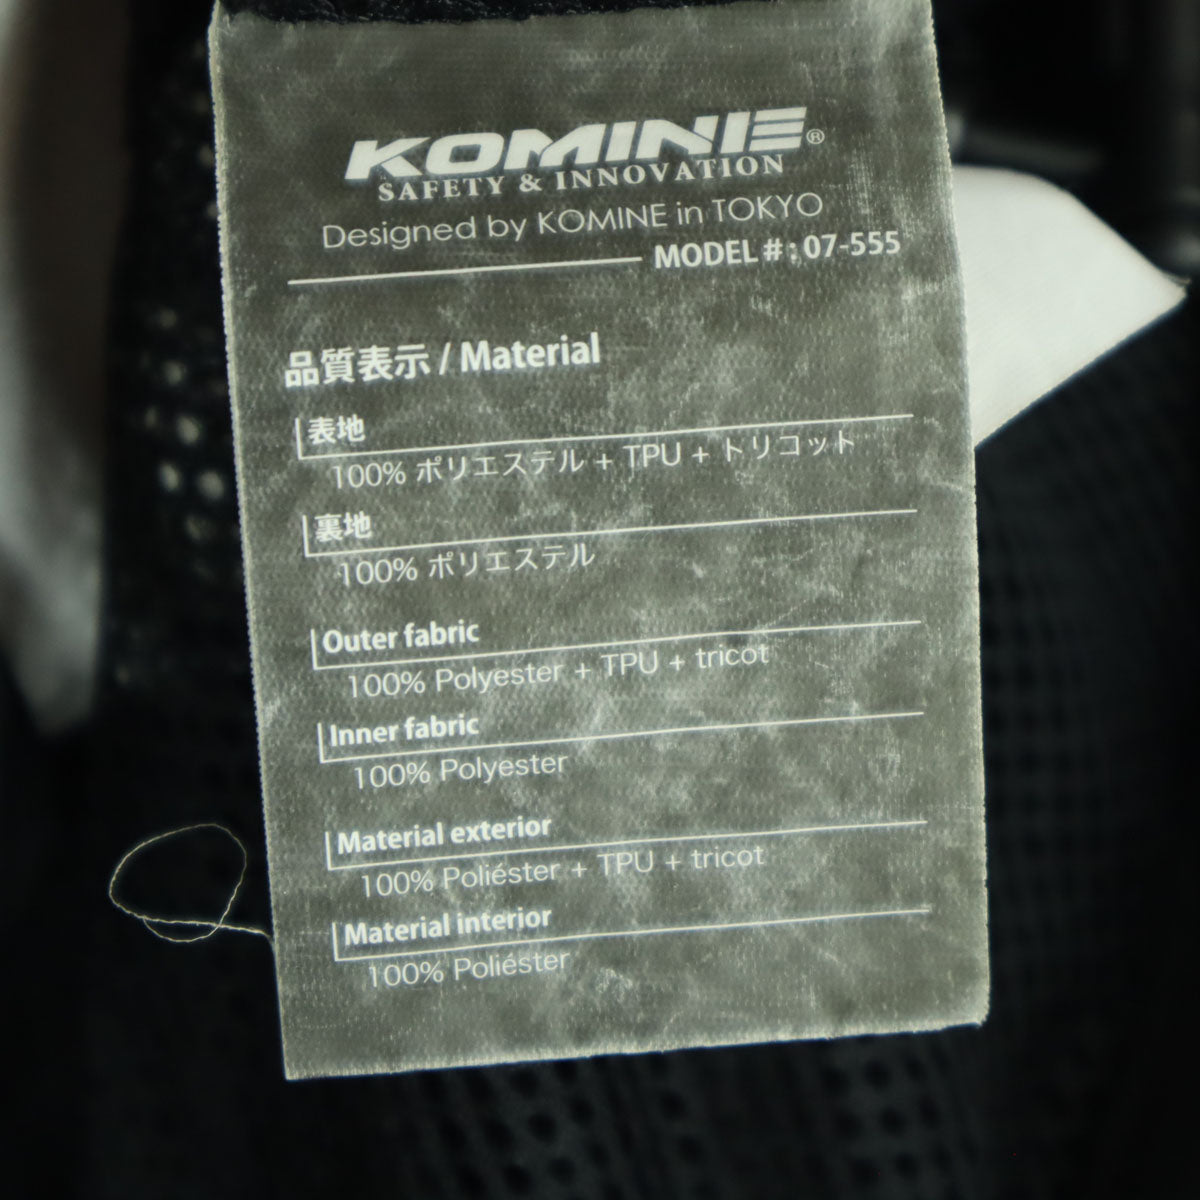 KOMINE®
SAFETY & INNOVATION
Designed by KOMINE in TOKYO
MODEL # : 07-555
品質表示 / Material
表地
100% ポリエステル + TPU + トリコット
裏地
100% ポリエステル
Outer fabric
100% Polyester + TPU + tricot
Inner fabric
100% Polyester
Material exterior
100% Poliéster + TPU + tricot
Material interior
100% Poliéster